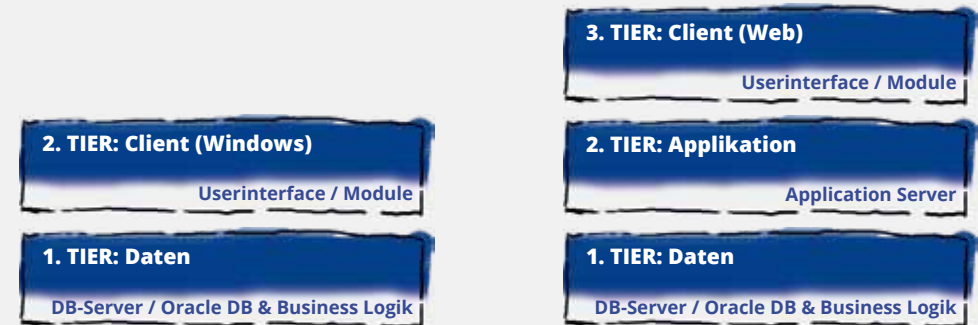 2. TIER: Client (Windows)
Userinterface / Module
1. TIER: Daten
DB-Server / Oracle DB & Business Logik
3. TIER: Client (Web)
Userinterface / Module
2. TIER: Applikation
Application Server
1. TIER: Daten
DB-Server / Oracle DB & Business Logik